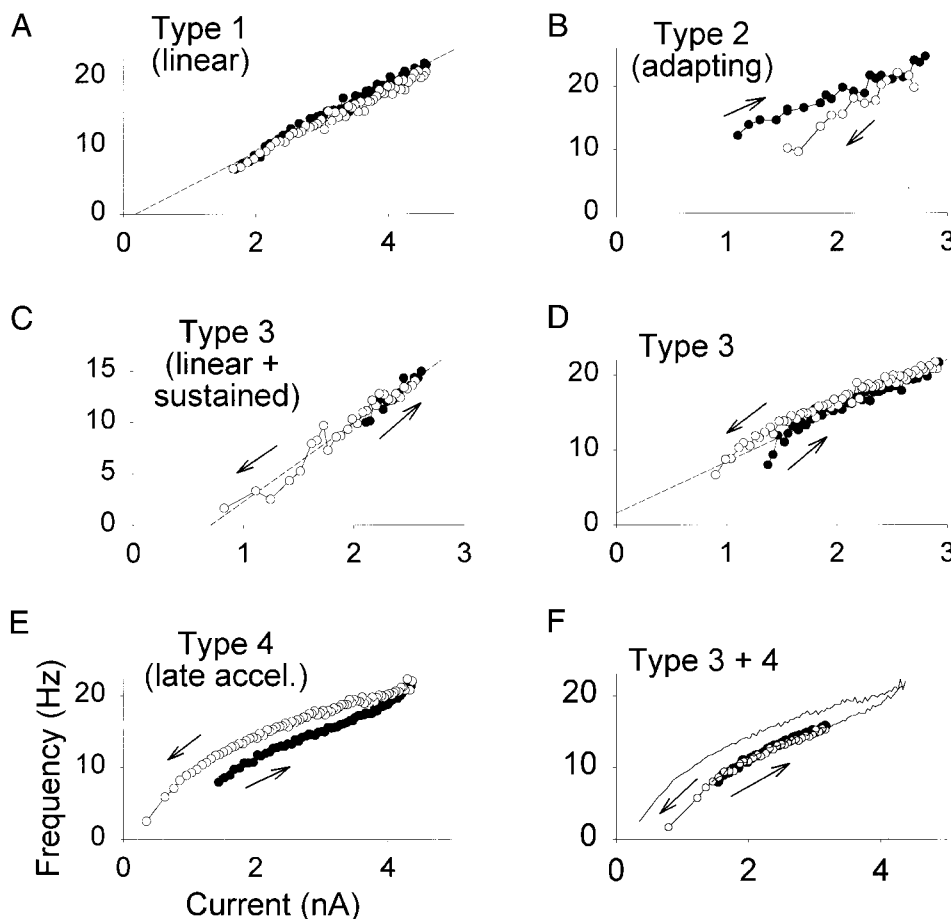 A
Type 1
(linear)
20
10
0
0 2 4
B
Type 2
(adapting)
20
10
0
1 2 3
C
Type 3
(linear +
sustained)
15
10
5
0
0 1 2 3
D
Type 3
20
10
0
0 1 2 3
E
Type 4
(late accel.)
20
10
0
0 2 4
Frequency (Hz)
Current (nA)
F
Type 3 + 4
20
10
0
0 2 4